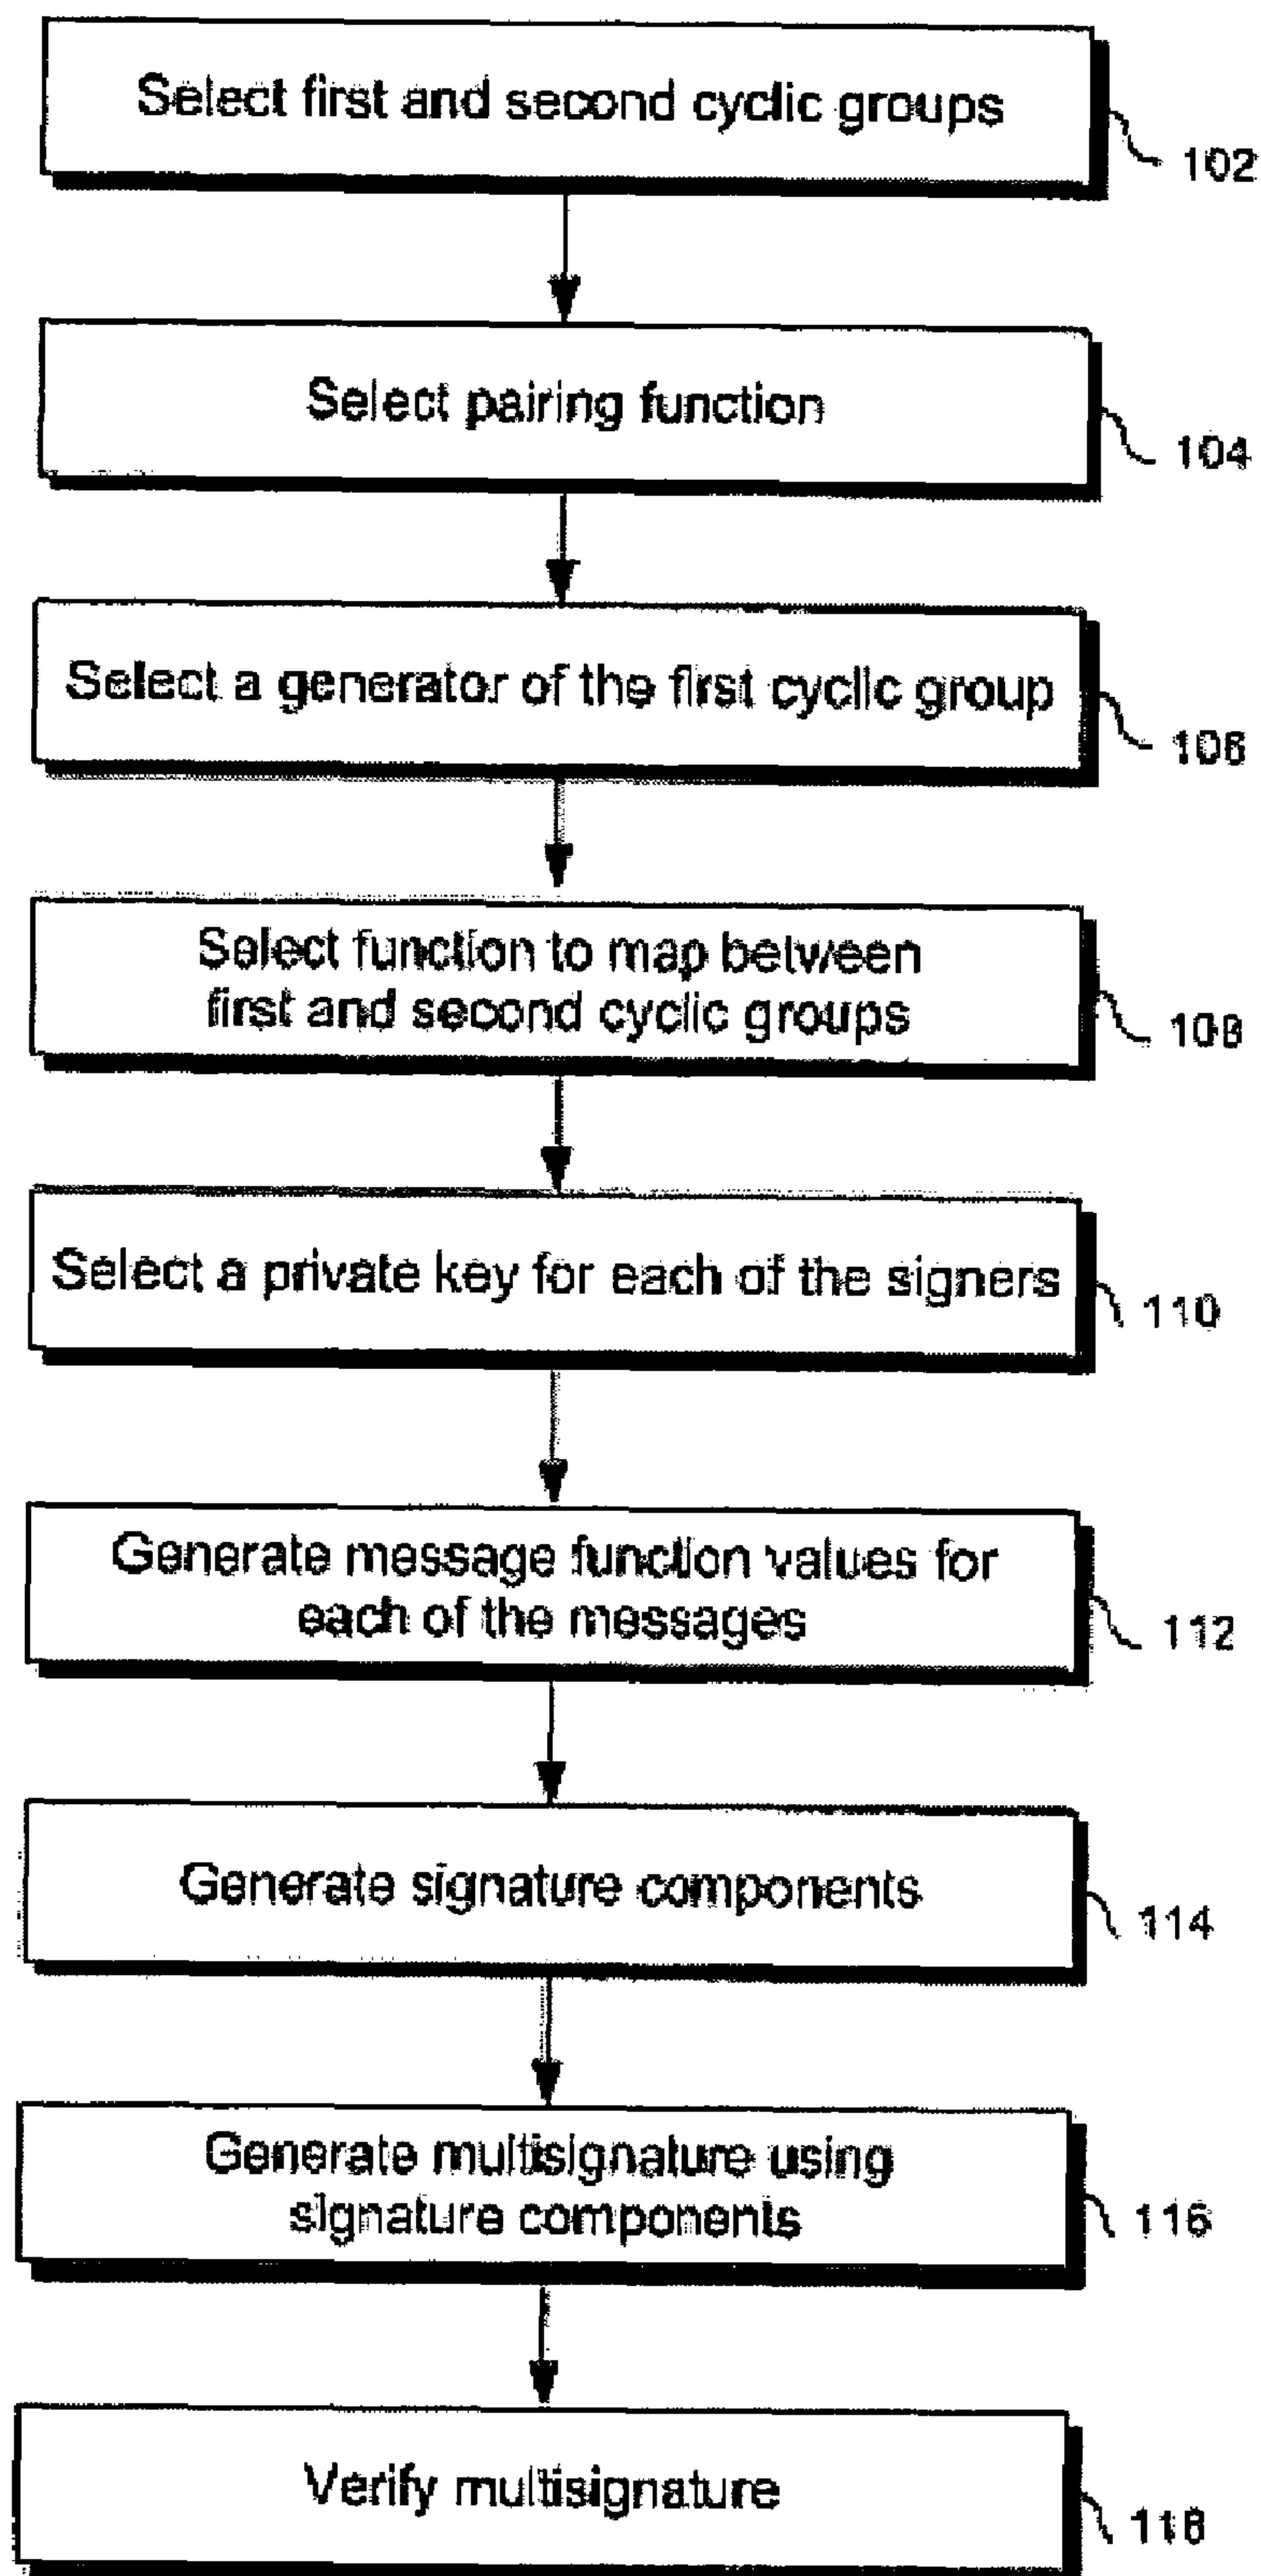 Select first and second cyclic groups
102
Select pairing function
104
Select a generator of the first cyclic group
106
Select function to map between
first and second cyclic groups
108
Select a private key for each of the signers
110
Generate message function values for
each of the messages
112
Generate signature components
114
Generate multisignature using
signature components
116
Verify multisignature
118